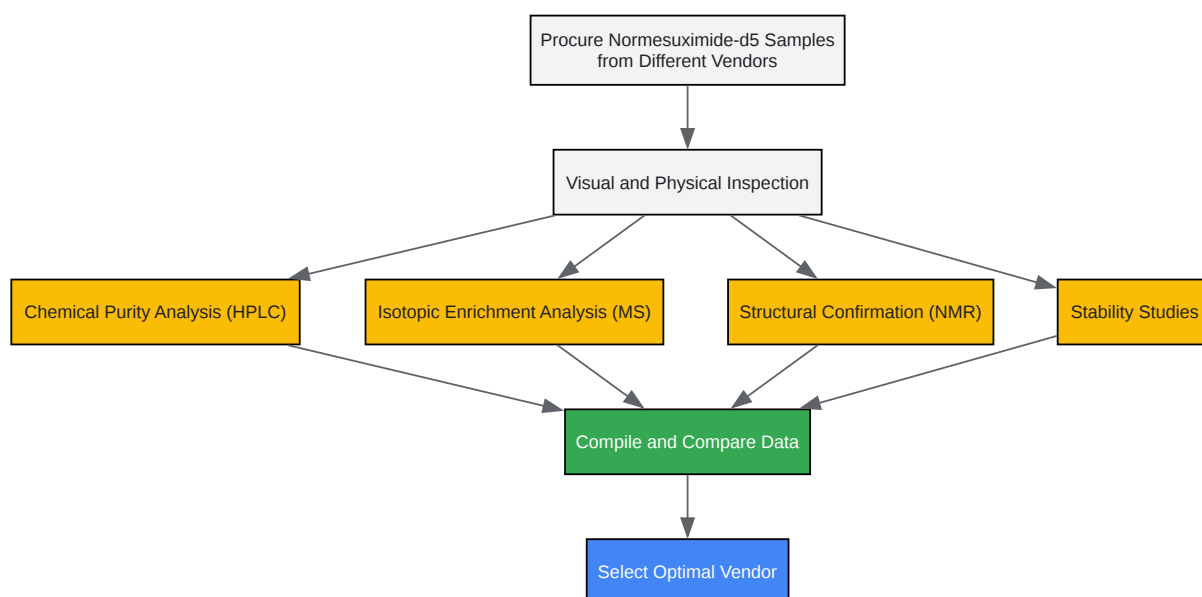 Procure Normesuximide-d5 Samples
from Different Vendors
Visual and Physical Inspection
Chemical Purity Analysis (HPLC)
Isotopic Enrichment Analysis (MS)
Structural Confirmation (NMR)
Stability Studies
Compile and Compare Data
Select Optimal Vendor